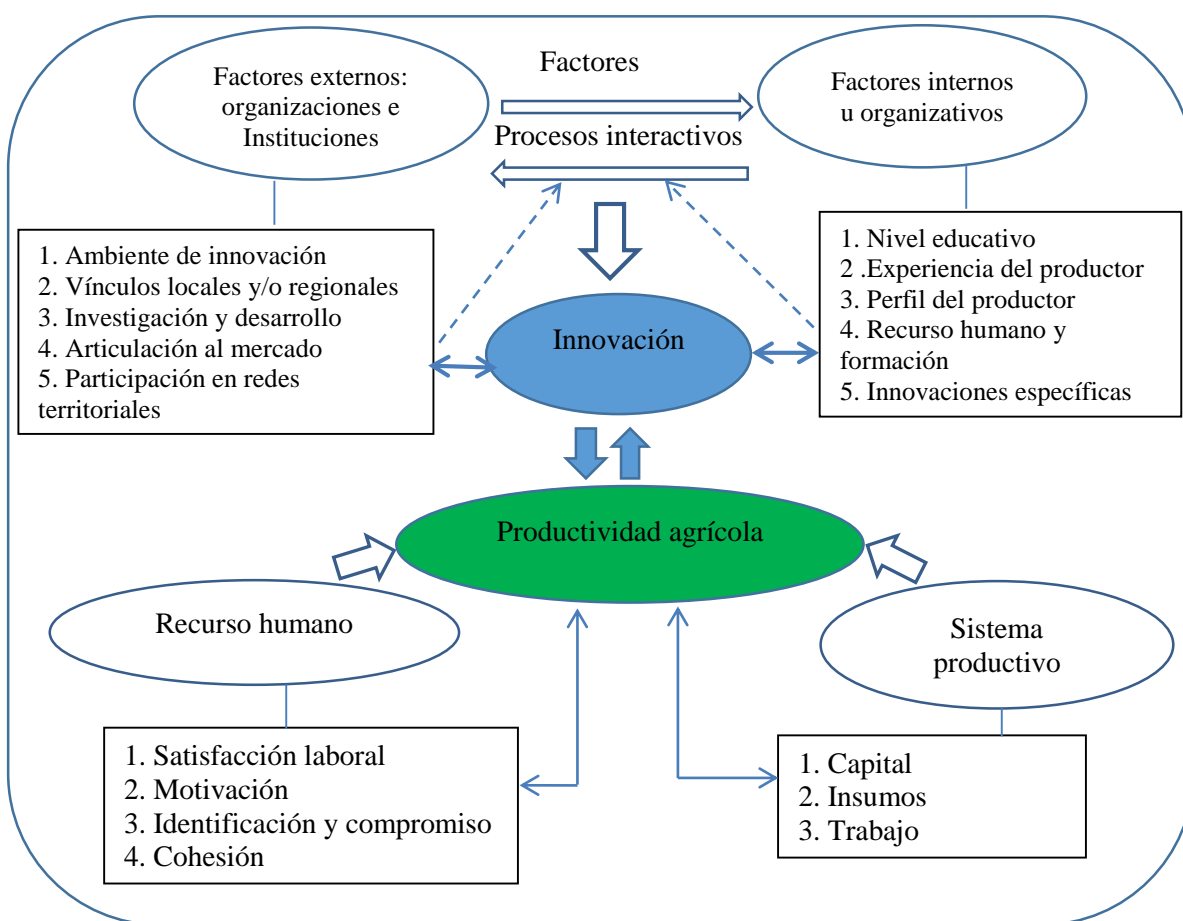 Factores externos:
organizaciones e
Instituciones
Factores
Procesos interactivos
Factores internos
u organizativos
1. Ambiente de innovación
2. Vínculos locales y/o regionales
3. Investigación y desarrollo
4. Articulación al mercado
5. Participación en redes
territoriales
Innovación
1. Nivel educativo
2 .Experiencia del productor
3. Perfil del productor
4. Recurso humano y
formación
5. Innovaciones específicas
Productividad agrícola
Recurso humano
Sistema
productivo
1. Satisfacción laboral
2. Motivación
3. Identificación y compromiso
4. Cohesión
1. Capital
2. Insumos
3. Trabajo